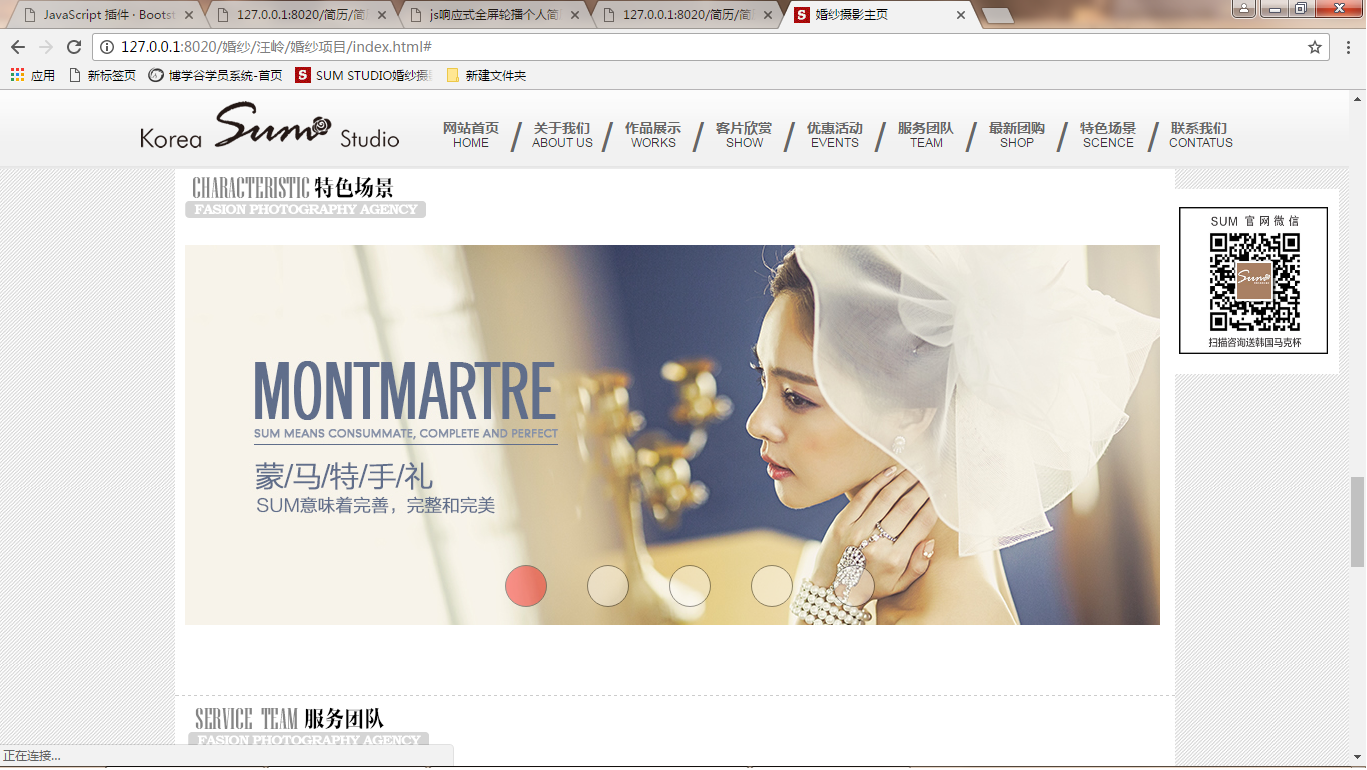 JavaScript 插件 · Bootst
127.0.0.1:8020/简历/简
js响应式全屏轮播个人简
127.0.0.1:8020/简历/简
婚纱摄影主页
127.0.0.1:8020/婚纱/汪岭/婚纱项目/index.html#
应用 新标签页 博学谷学员系统-首页 SUM STUDIO婚纱摄 新建文件夹
Korea Sum Studio
网站首页 关于我们 作品展示 客片欣赏 优惠活动 服务团队 最新团购 特色场景 联系我们
HOME ABOUT US WORKS SHOW EVENTS TEAM SHOP SCENCE CONTATUS
CHARACTERISTIC 特色场景
FASION PHOTOGRAPHY AGENCY
SUM 官网微信
Sum
扫描咨询送韩国马克杯
MONTMARTRE
SUM MEANS CONSUMMATE, COMPLETE AND PERFECT
蒙/马/特/手/礼
SUM意味着完善，完整和完美
SERVICE TEAM 服务团队
FASION PHOTOGRAPHY AGENCY
正在连接...